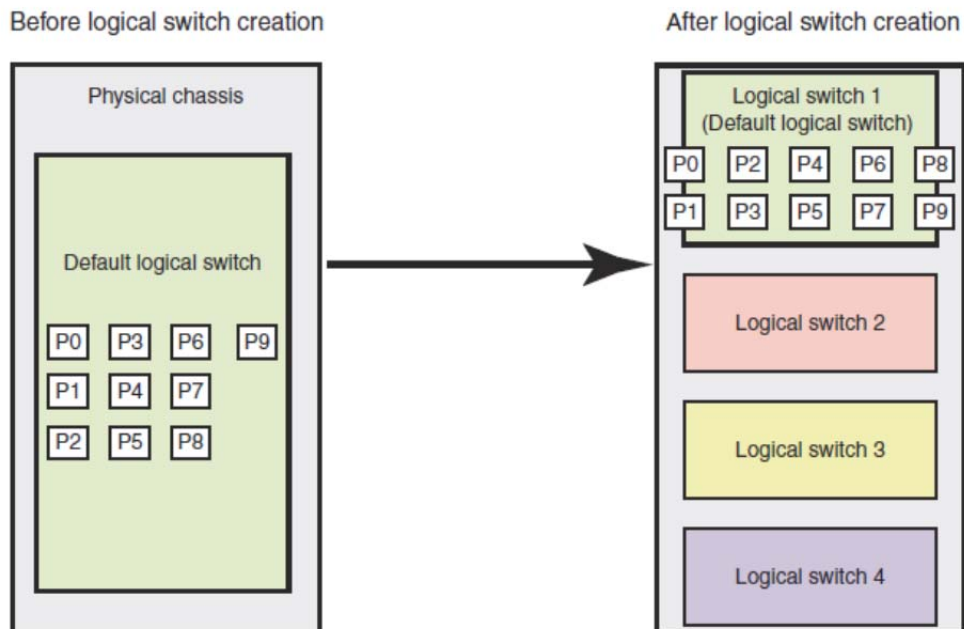 Before logical switch creation
Physical chassis
Default logical switch
P0 P3 P6 P9
P1 P4 P7
P2 P5 P8
After logical switch creation
Logical switch 1
(Default logical switch)
P0 P2 P4 P6 P8
P1 P3 P5 P7 P9
Logical switch 2
Logical switch 3
Logical switch 4